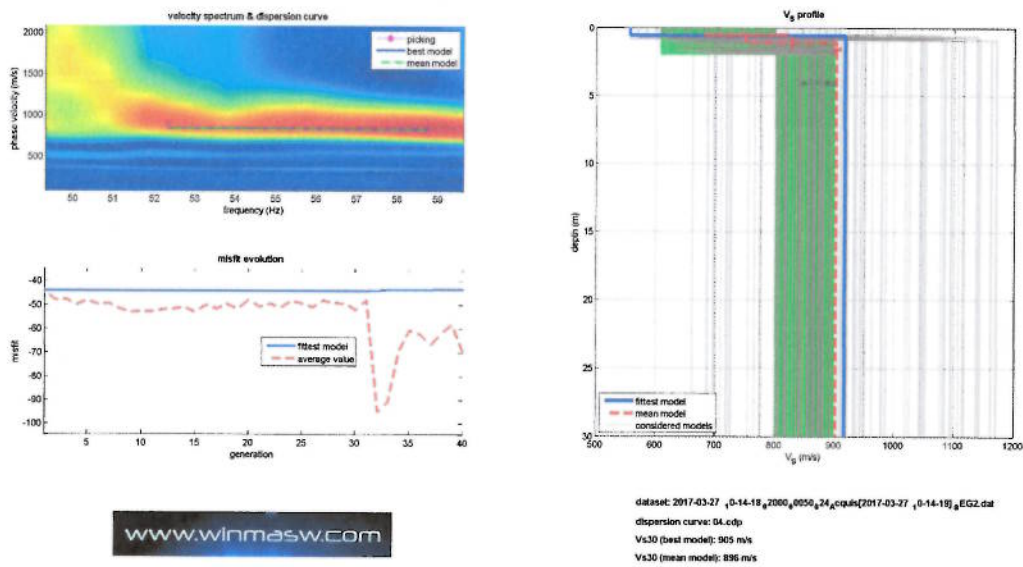 velocity spectrum & dispersion curve
phase velocity (m/s)
2000
1500
1000
500
picking
best model
mean model
50 51 52 53 54 55 56 57 58 59
frequency (Hz)
misfit evolution
misfit
-40
-50
-60
-70
-80
-90
-100
fittest model
average value
5 10 15 20 25 30 35 40
generation
www.winmasw.com
VS profile
depth (m)
0
5
10
15
20
25
30
fittest model
mean model
considered models
500 600 700 800 900 1000 1100 1200
VS (m/s)
dispersion curve: 04.cdp
Vs30 (best model): 905 m/s
Vs30 (mean model): 896 m/s